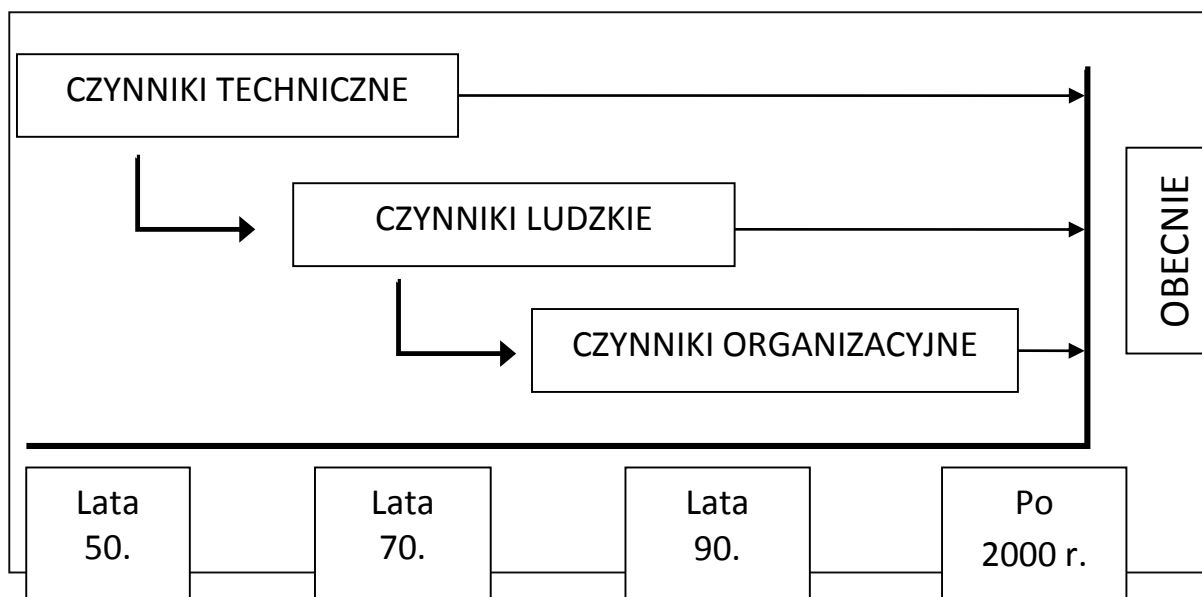 CZYNNIKI TECHNICZNE
CZYNNIKI LUDZKIE
CZYNNIKI ORGANIZACYJNE
OBECNIE
Lata
50.
Lata
70.
Lata
90.
Po
2000 r.